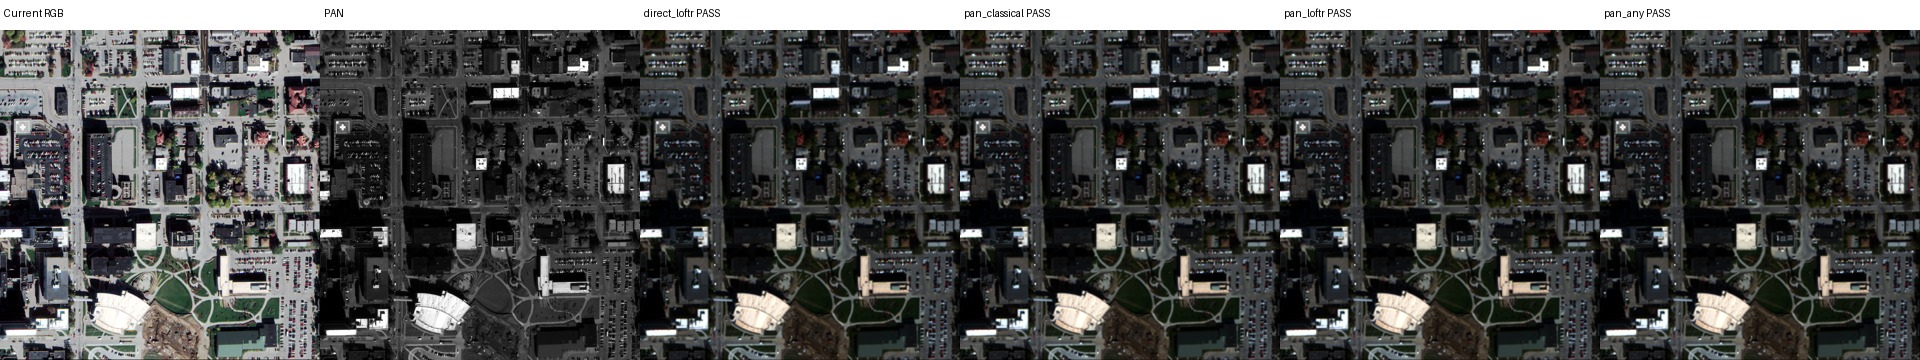 Current RGB
PAN
direct_loftr PASS
pan_classical PASS
pan_loftr PASS
pan_any PASS